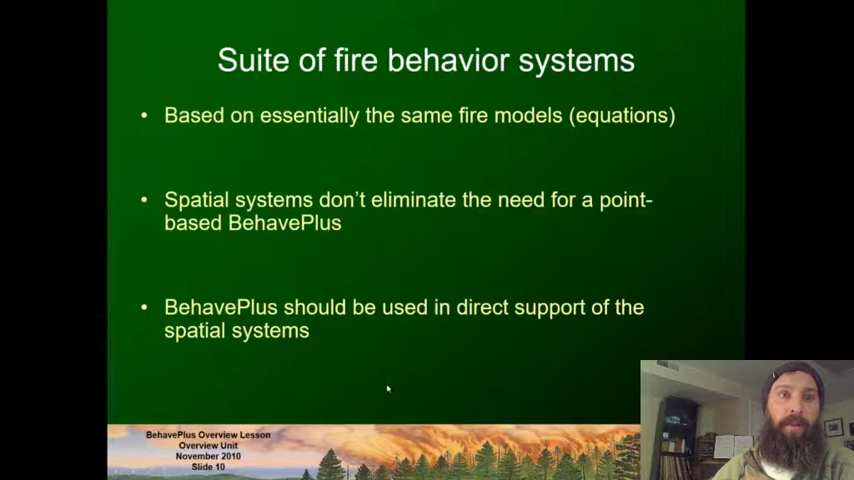 Suite of fire behavior systems
• Based on essentially the same fire models (equations)
• Spatial systems don't eliminate the need for a point-
based BehavePlus
• BehavePlus should be used in direct support of the
spatial systems
BehavePlus Overview Lesson
Overview Unit
November 2010
Slide 10